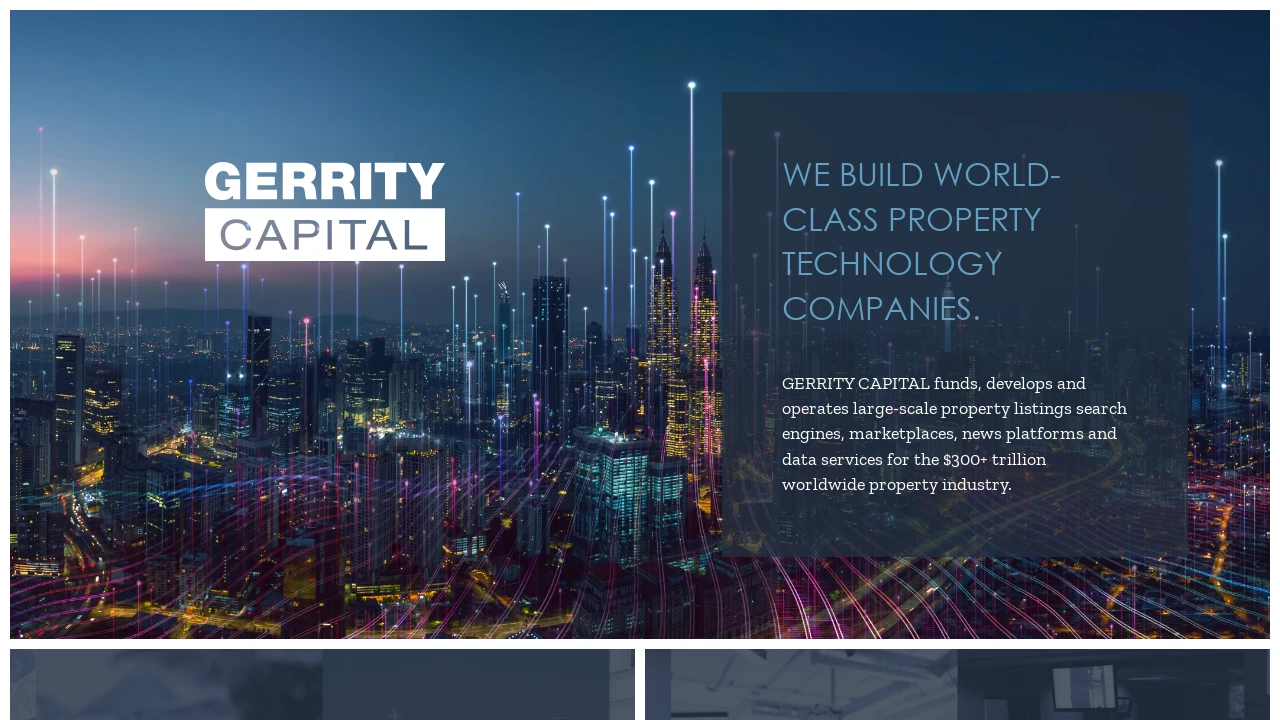 GERRITY
CAPITAL
WE BUILD WORLD-
CLASS PROPERTY
TECHNOLOGY
COMPANIES.
GERRITY CAPITAL funds, develops and
operates large-scale property listings search
engines, marketplaces, news platforms and
data services for the $300+ trillion
worldwide property industry.